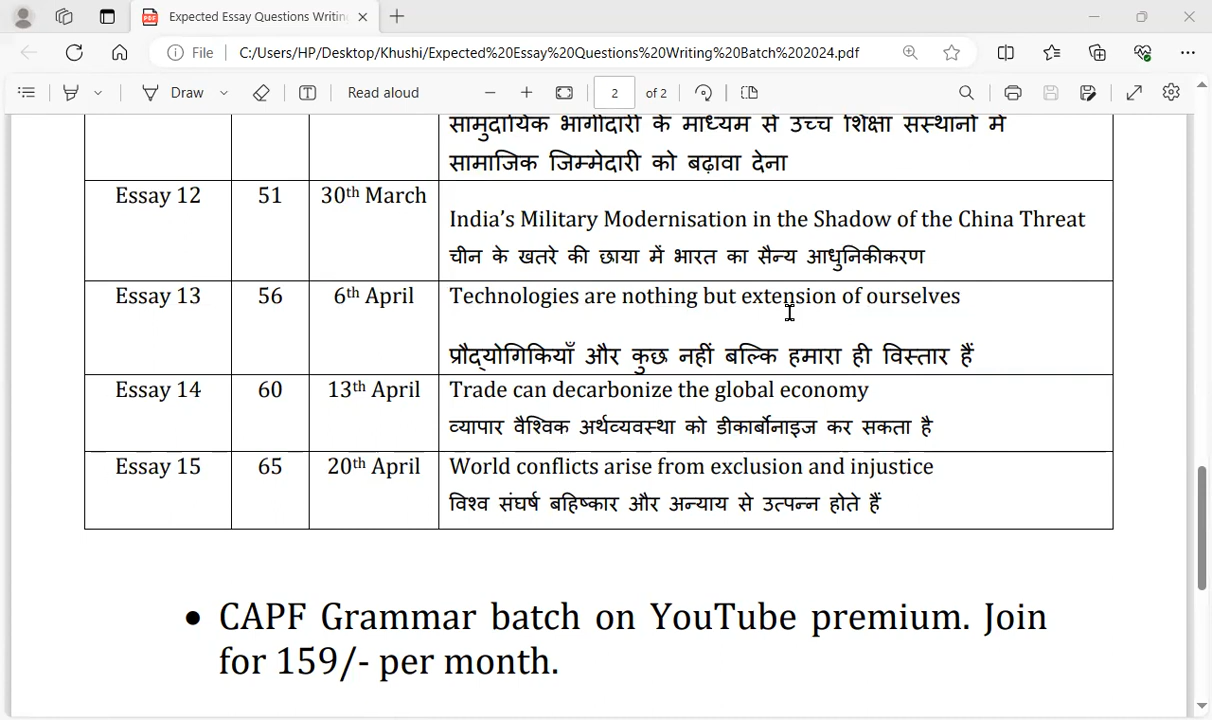 Expected Essay Questions Writin
File C:/Users/HP/Desktop/Khushi/Expected%20Essay%20Questions%20Writing%20Batch%202024.pdf
Draw Read aloud 2 of 2
सामुदायिक भागीदारी के माध्यम से उच्च शिक्षा संस्थानों में
सामाजिक जिम्मेदारी को बढ़ावा देना
Essay 12 51 30th March
India's Military Modernisation in the Shadow of the China Threat
चीन के खतरे की छाया में भारत का सैन्य आधुनिकीकरण
Essay 13 56 6th April Technologies are nothing but extension of ourselves
प्रौद्योगिकियाँ और कुछ नहीं बल्कि हमारा ही विस्तार हैं
Essay 14 60 13th April Trade can decarbonize the global economy
व्यापार वैश्विक अर्थव्यवस्था को डीकार्बोनाइज कर सकता है
Essay 15 65 20th April World conflicts arise from exclusion and injustice
विश्व संघर्ष बहिष्कार और अन्याय से उत्पन्न होते हैं
• CAPF Grammar batch on YouTube premium. Join
for 159/- per month.